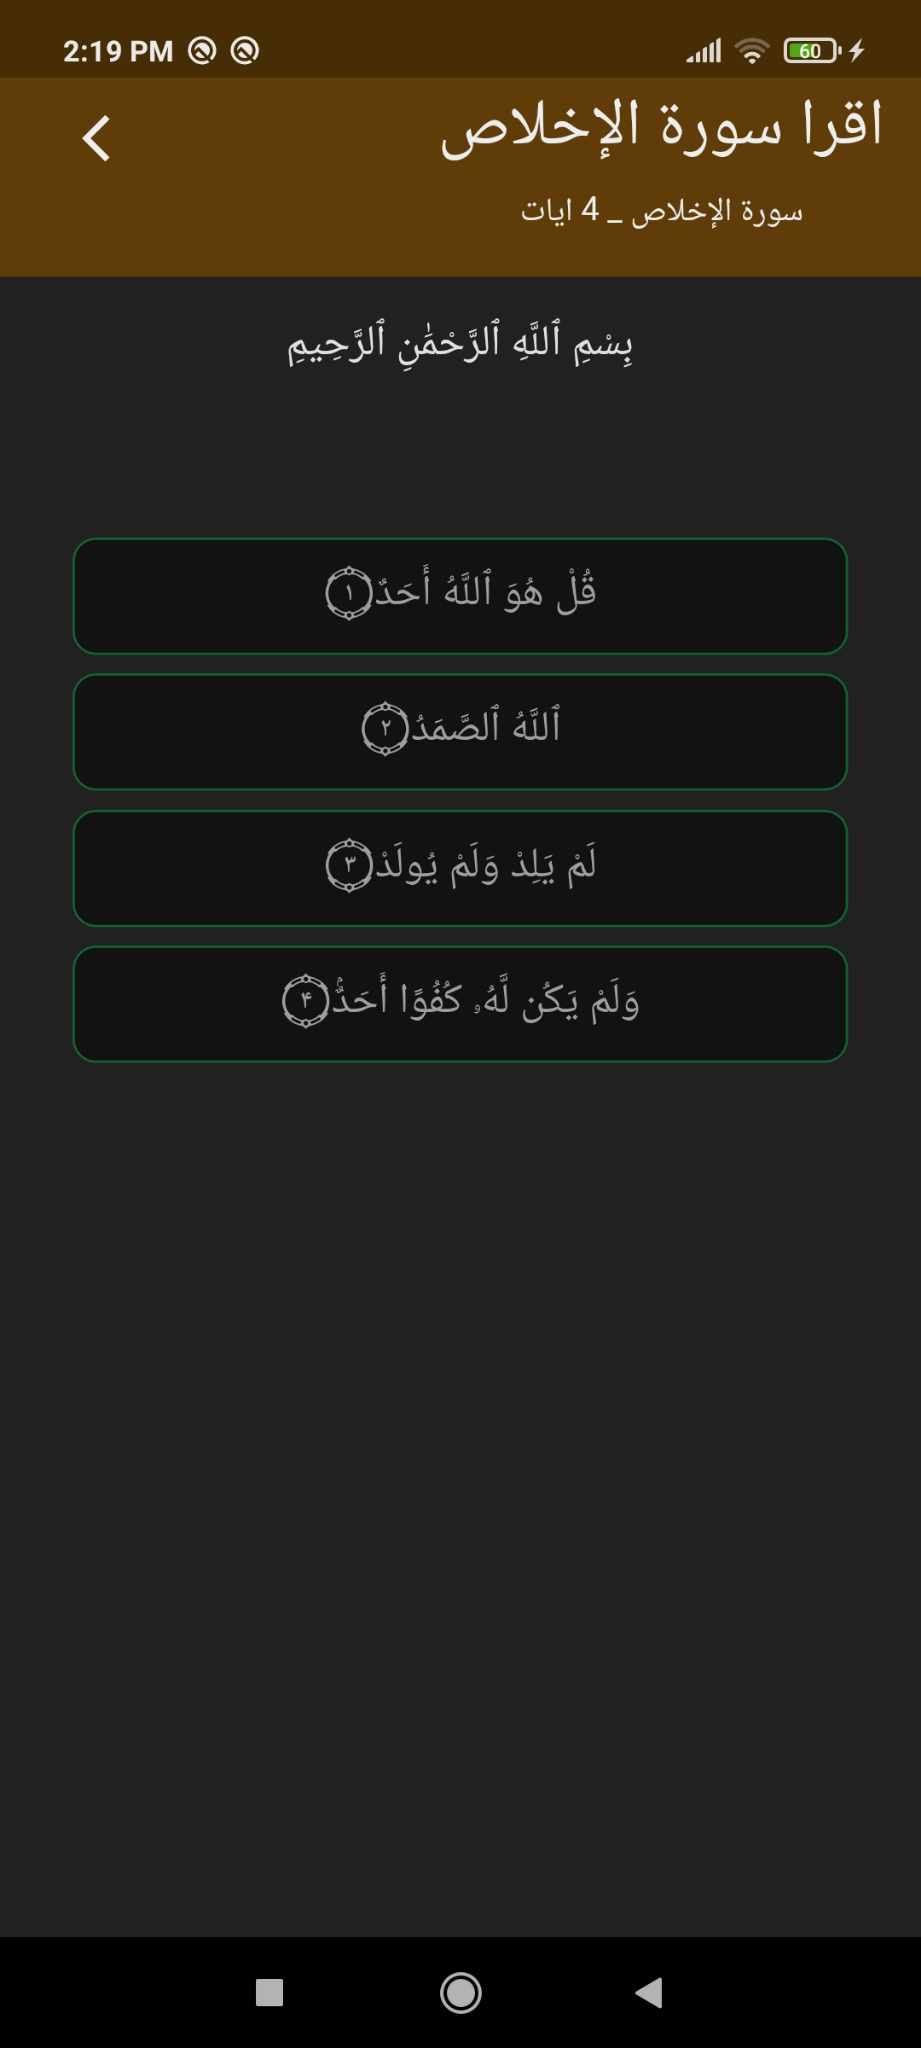 2:19 PM
60
اقرا سورة الإخلاص
سورة الإخلاص _ 4 ايات
بِسْمِ ٱللَّهِ ٱلرَّحْمَٰنِ ٱلرَّحِيمِ
قُلْ هُوَ ٱللَّهُ أَحَدٌ۝١
ٱللَّهُ ٱلصَّمَدُ۝٢
لَمْ يَلِدْ وَلَمْ يُولَدْ۝٣
وَلَمْ يَكُن لَّهُۥ كُفُوًا أَحَدٌۢ۝۴